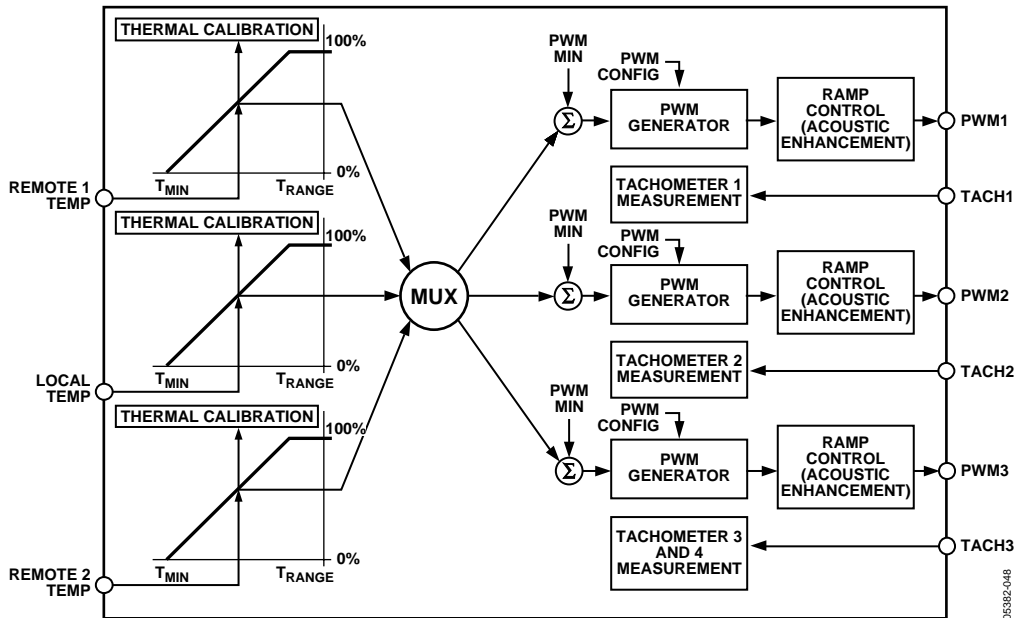 THERMAL CALIBRATION
100%
0%
T MIN
T RANGE
REMOTE 1
TEMP
THERMAL CALIBRATION
100%
0%
T MIN
T RANGE
LOCAL
TEMP
THERMAL CALIBRATION
100%
0%
T MIN
T RANGE
REMOTE 2
TEMP
MUX
PWM
MIN
Σ
PWM
CONFIG
PWM
GENERATOR
RAMP
CONTROL
(ACOUSTIC
ENHANCEMENT)
PWM1
TACHOMETER 1
MEASUREMENT
TACH1
PWM
MIN
Σ
PWM
CONFIG
PWM
GENERATOR
RAMP
CONTROL
(ACOUSTIC
ENHANCEMENT)
PWM2
TACHOMETER 2
MEASUREMENT
TACH2
PWM
MIN
Σ
PWM
CONFIG
PWM
GENERATOR
RAMP
CONTROL
(ACOUSTIC
ENHANCEMENT)
PWM3
TACHOMETER 3
AND 4
MEASUREMENT
TACH3
05382-048